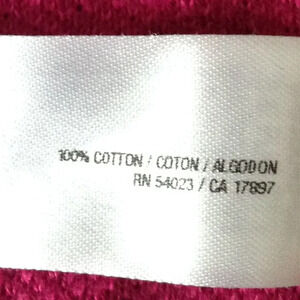 100% COTTON / COTON / ALGODON
RN 54023 / CA 17897